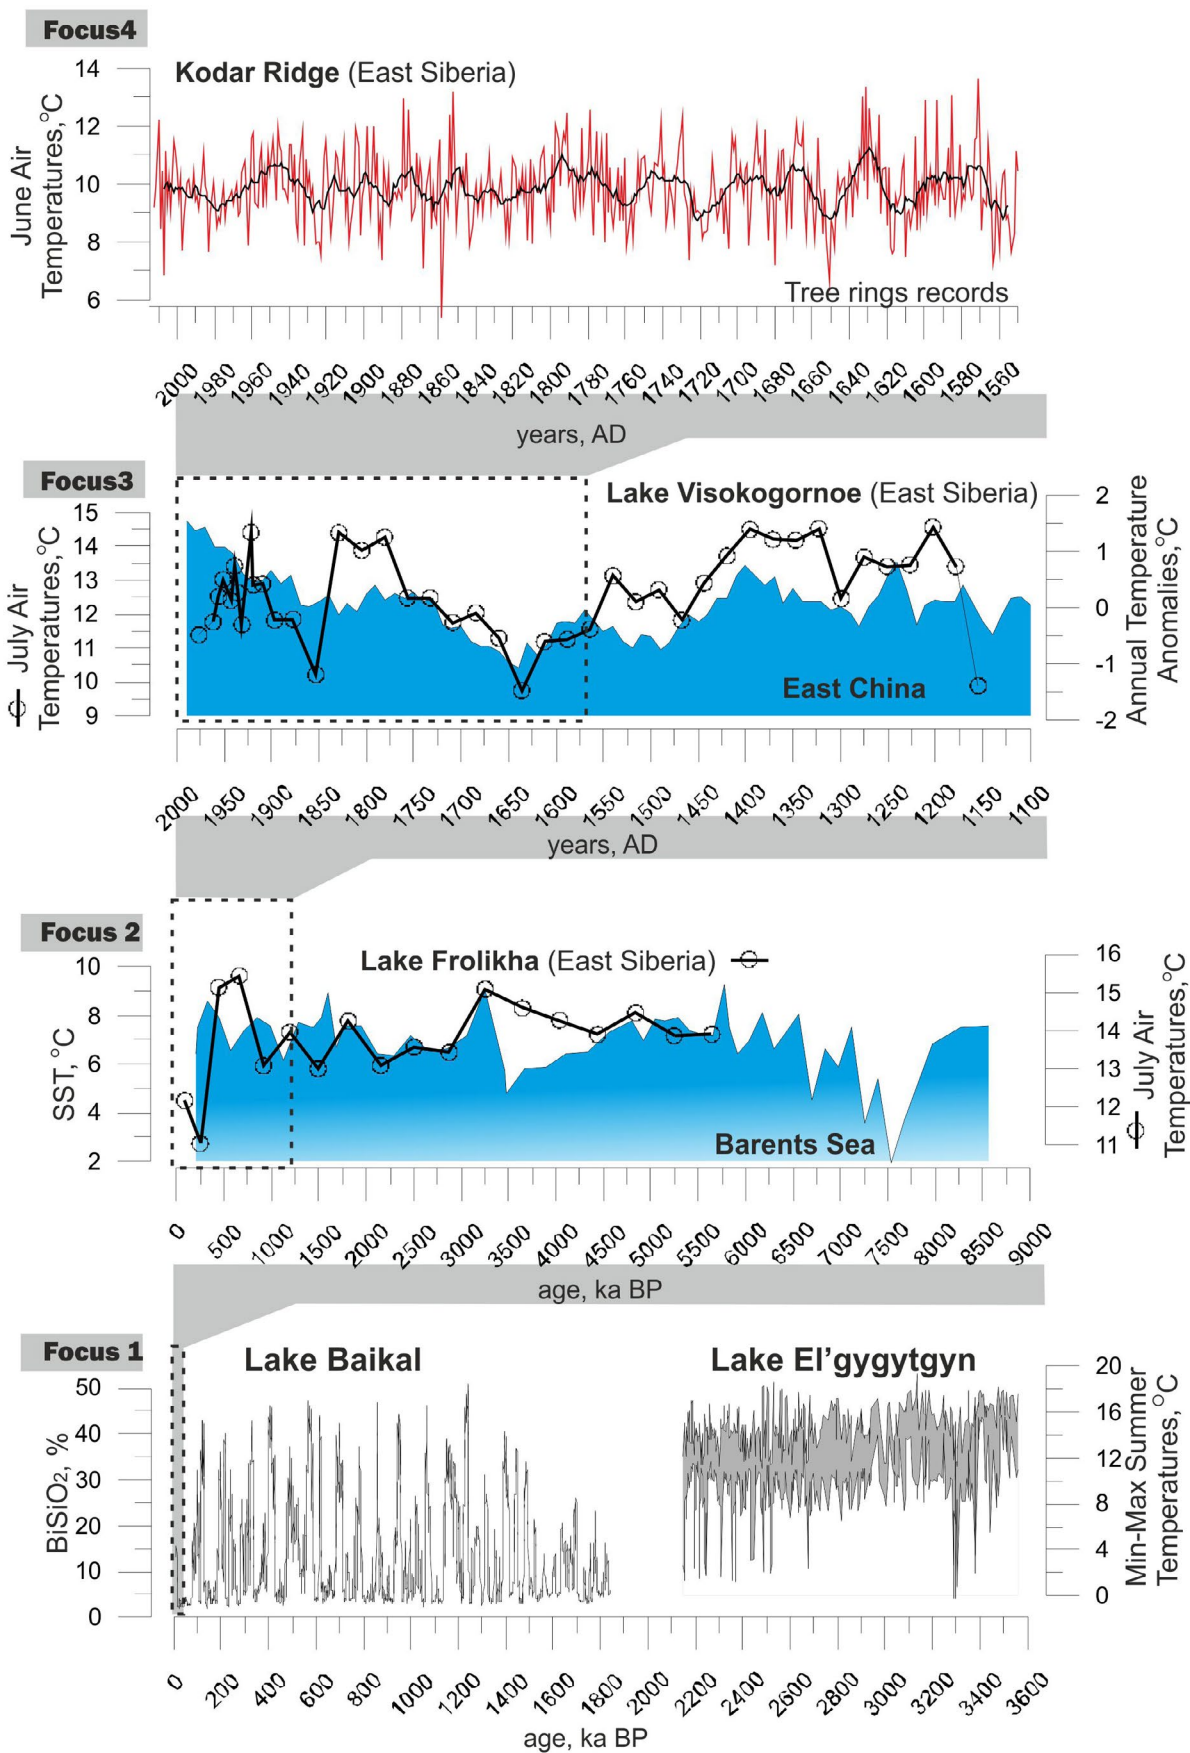 Focus4
Kodar Ridge (East Siberia)
June Air
Temperatures,°C
14
12
10
8
6
Tree rings records
2000 1980 1960 1940 1920 1900 1880 1860 1840 1820 1800 1780 1760 1740 1720 1700 1680 1660 1640 1620 1600 1580 1560
years, AD
Focus3
Lake Visokogornoe (East Siberia)
July Air
Temperatures,°C
15
14
13
12
11
10
9
2
1
0
-1
-2
Annual Temperature
Anomalies,°C
East China
2000 1950 1900 1850 1800 1750 1700 1650 1600 1550 1500 1450 1400 1350 1300 1250 1200 1150 1100
years, AD
Focus 2
Lake Frolikha (East Siberia)
SST, °C
10
8
6
4
2
16
15
14
13
12
11
July Air
Temperatures,°C
Barents Sea
0 500 1000 1500 2000 2500 3000 3500 4000 4500 5000 5500 6000 6500 7000 7500 8000 8500 9000
age, ka BP
Focus 1
Lake Baikal
Lake El’gygytgyn
BiSiO2, %
50
40
30
20
10
0
20
16
12
8
4
0
Min-Max Summer
Temperatures,°C
0 200 400 600 800 1000 1200 1400 1600 1800 2000 2200 2400 2600 2800 3000 3200 3400 3600
age, ka BP